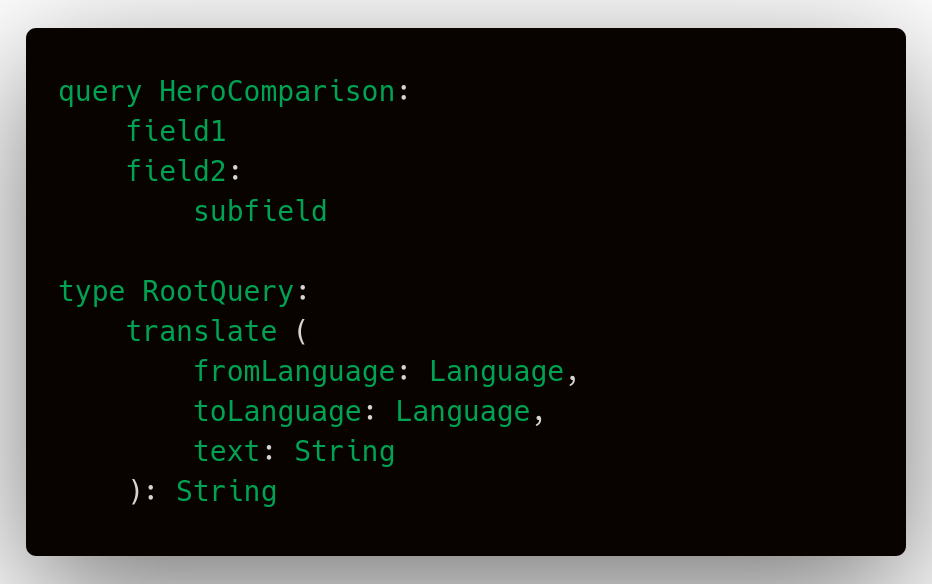 query HeroComparison:
    field1
    field2:
        subfield

type RootQuery:
    translate (
        fromLanguage: Language,
        toLanguage: Language,
        text: String
    ): String